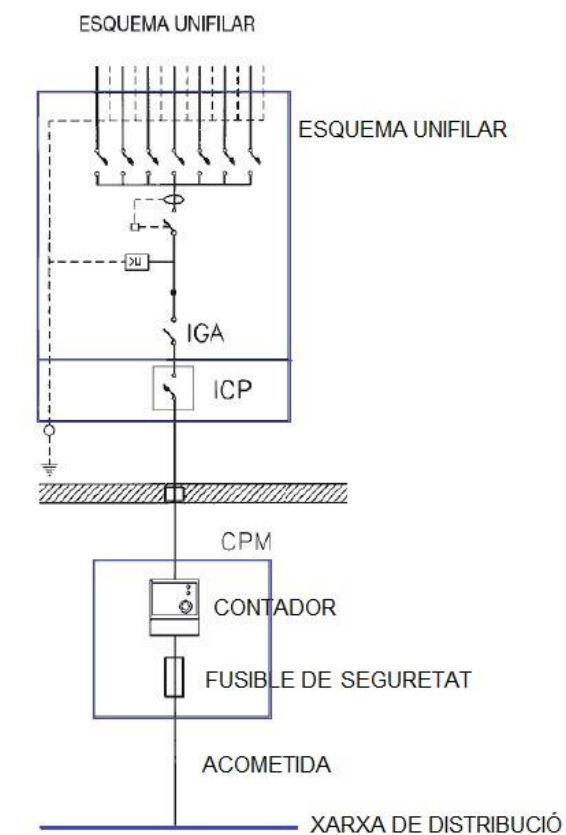 ESQUEMA UNIFILAR
ESQUEMA UNIFILAR
>U
IGA
ICP
CPM
CONTADOR
FUSIBLE DE SEGURETAT
ACOMETIDA
XARXA DE DISTRIBUCIÓ